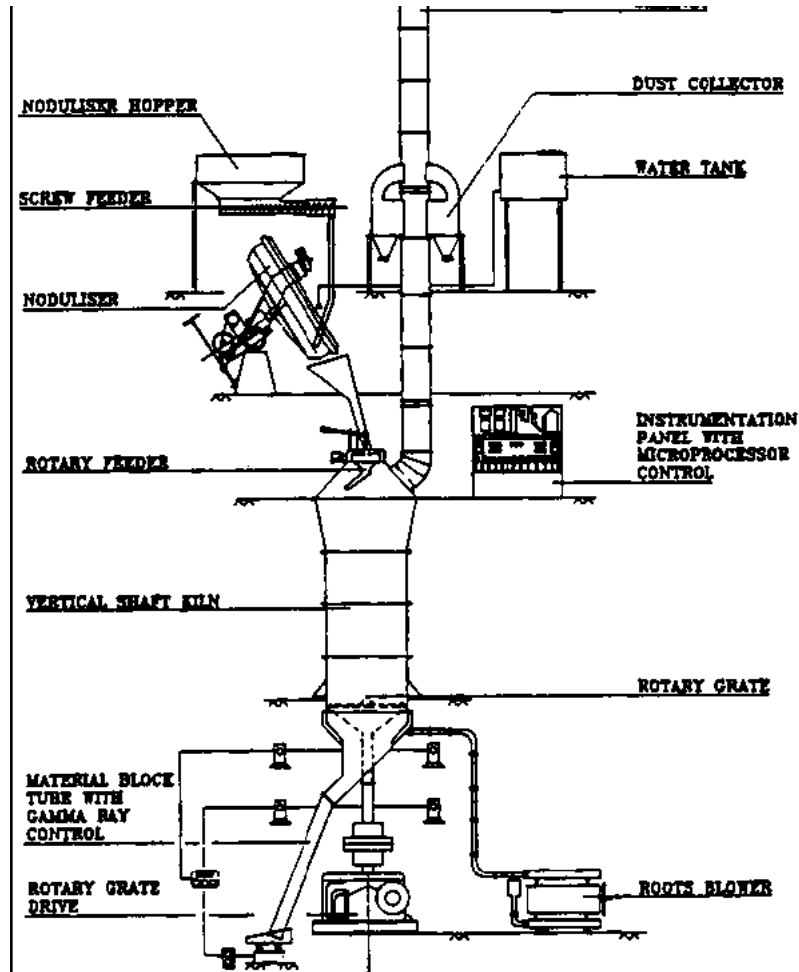 DUST COLLECTOR
NODULISER HOPPER
WATER TANK
SCREW FEEDER
NODULISER
INSTRUMENTATION
PANEL WITH
MICROPROCESSOR
CONTROL
ROTARY FEEDER
VERTICAL SHAFT KILN
ROTARY GRATE
MATERIAL BLOCK
TUBE WITH
GAMMA RAY
CONTROL
ROTARY GRATE
DRIVE
ROOTS BLOWER